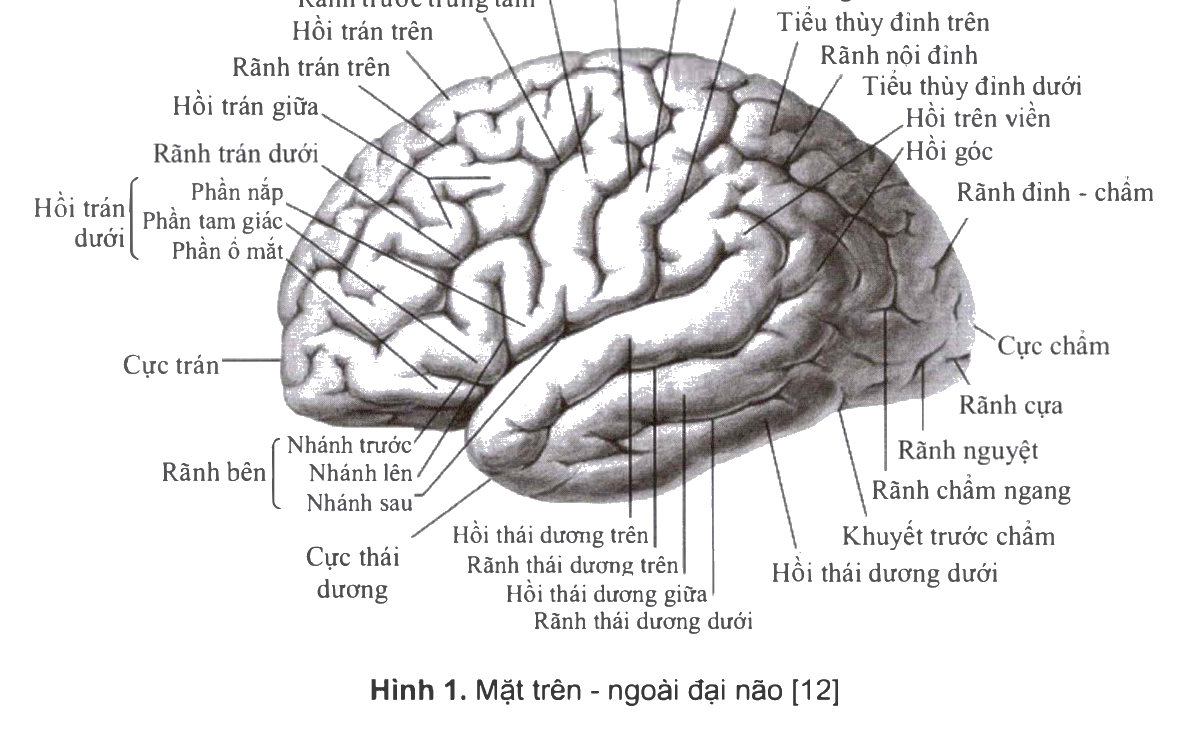 Rãnh trước trung tâm
Hồi trán trên
Rãnh trán trên
Hồi trán giữa
Rãnh trán dưới
Hồi trán
dưới
Phần nắp
Phần tam giác
Phần ổ mắt
Cực trán
Rãnh bên
Nhánh trước
Nhánh lên
Nhánh sau
Cực thái
dương
Hồi thái dương trên
Rãnh thái dương trên
Hồi thái dương giữa
Rãnh thái dương dưới
Tiểu thùy đỉnh trên
Rãnh nội đỉnh
Tiểu thùy đỉnh dưới
Hồi trên viền
Hồi góc
Rãnh đỉnh - chẩm
Cực chẩm
Rãnh cựa
Rãnh nguyệt
Rãnh chẩm ngang
Khuyết trước chẩm
Hồi thái dương dưới
Hình 1. Mặt trên - ngoài đại não [12]